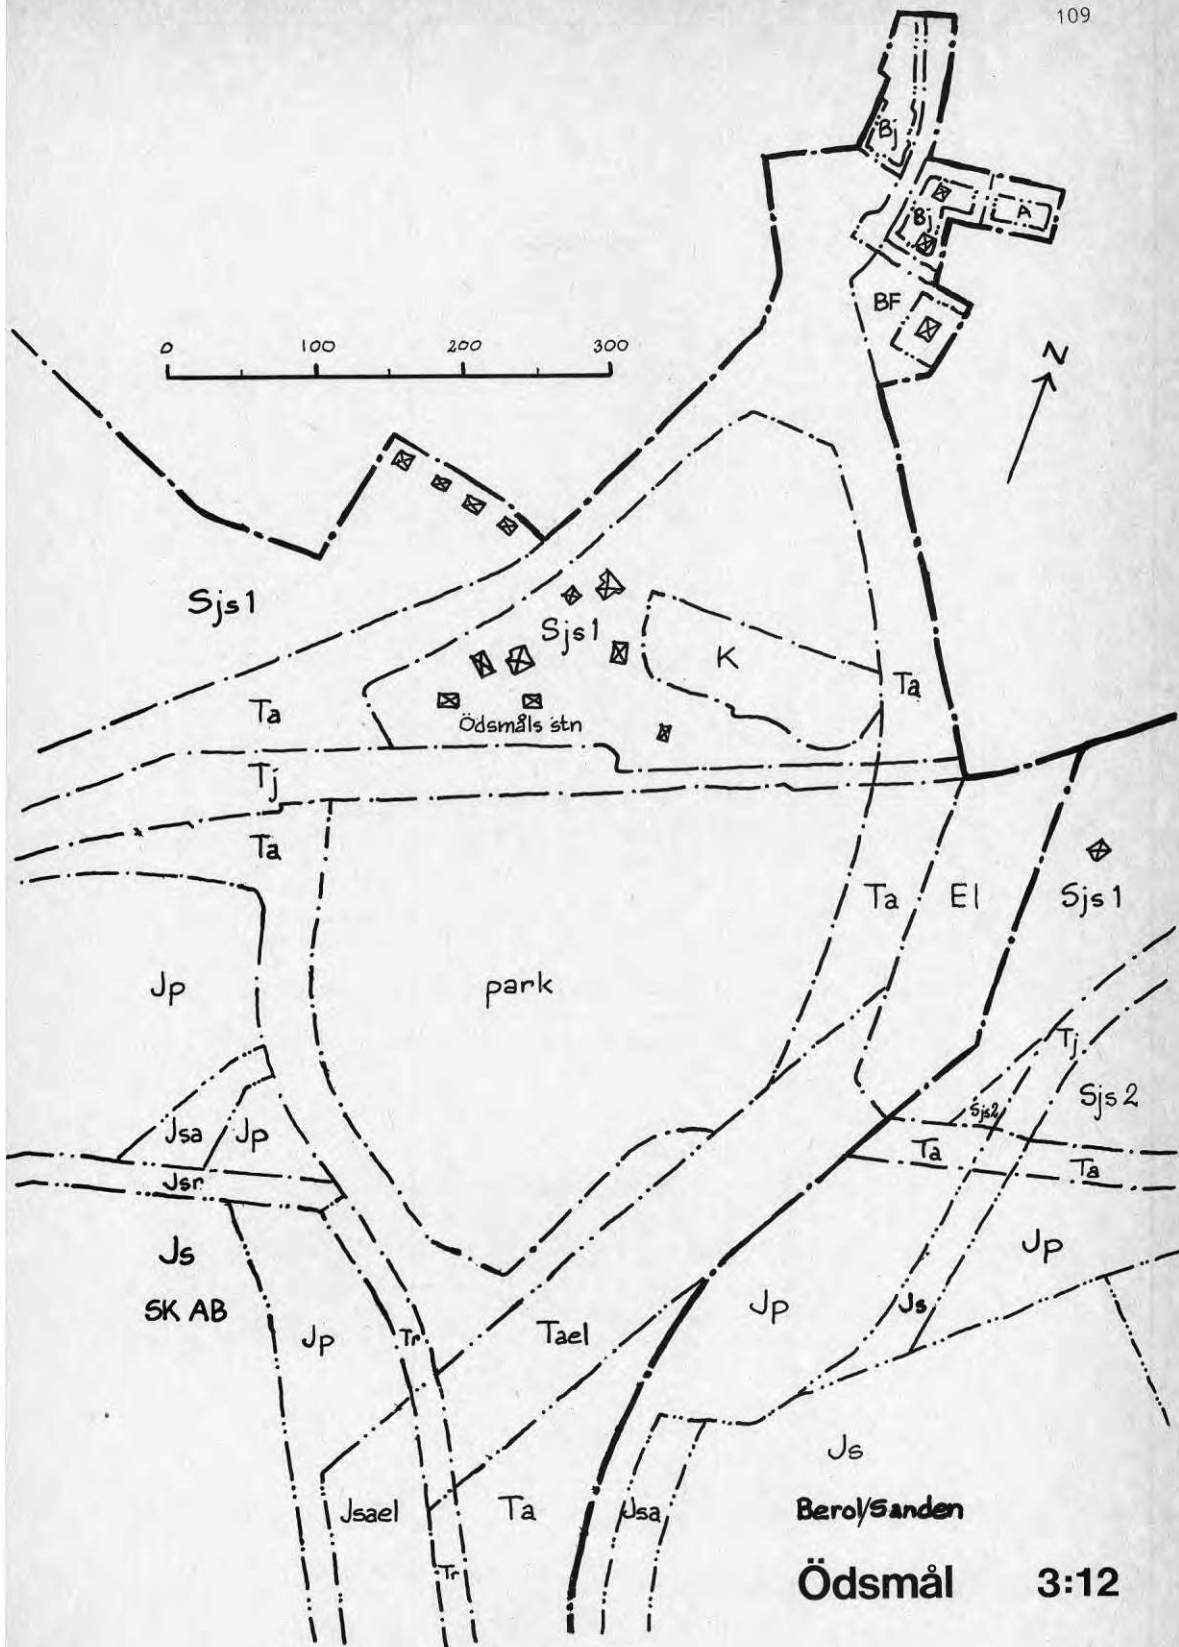 109
Bj
A
Bj
BF
0 100 200 300
N
Sjs1
Sjs1
K
Ta
Ta
Ödsmåls stn
Tj
Ta
Ta
El
Sjs1
Jp
park
Tj
Sjs2
Sjs2
Jsa
Jp
Ta
Ta
Jsr
Js
Jp
SK AB
Jp
Tr
Tael
Jp
Js
Js
Jsael
Ta
Jsa
Berol/Sanden
Tr
Ödsmål 3:12